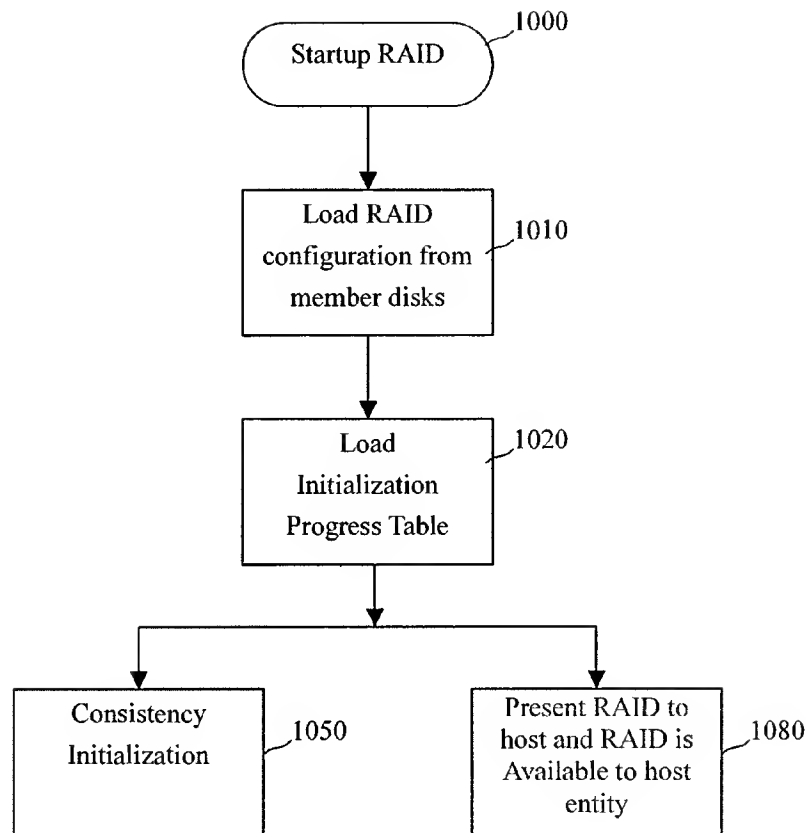 Startup RAID
1000
Load RAID
configuration from
member disks
1010
Load
Initialization
Progress Table
1020
Consistency
Initialization
1050
Present RAID to
host and RAID is
Available to host
entity
1080